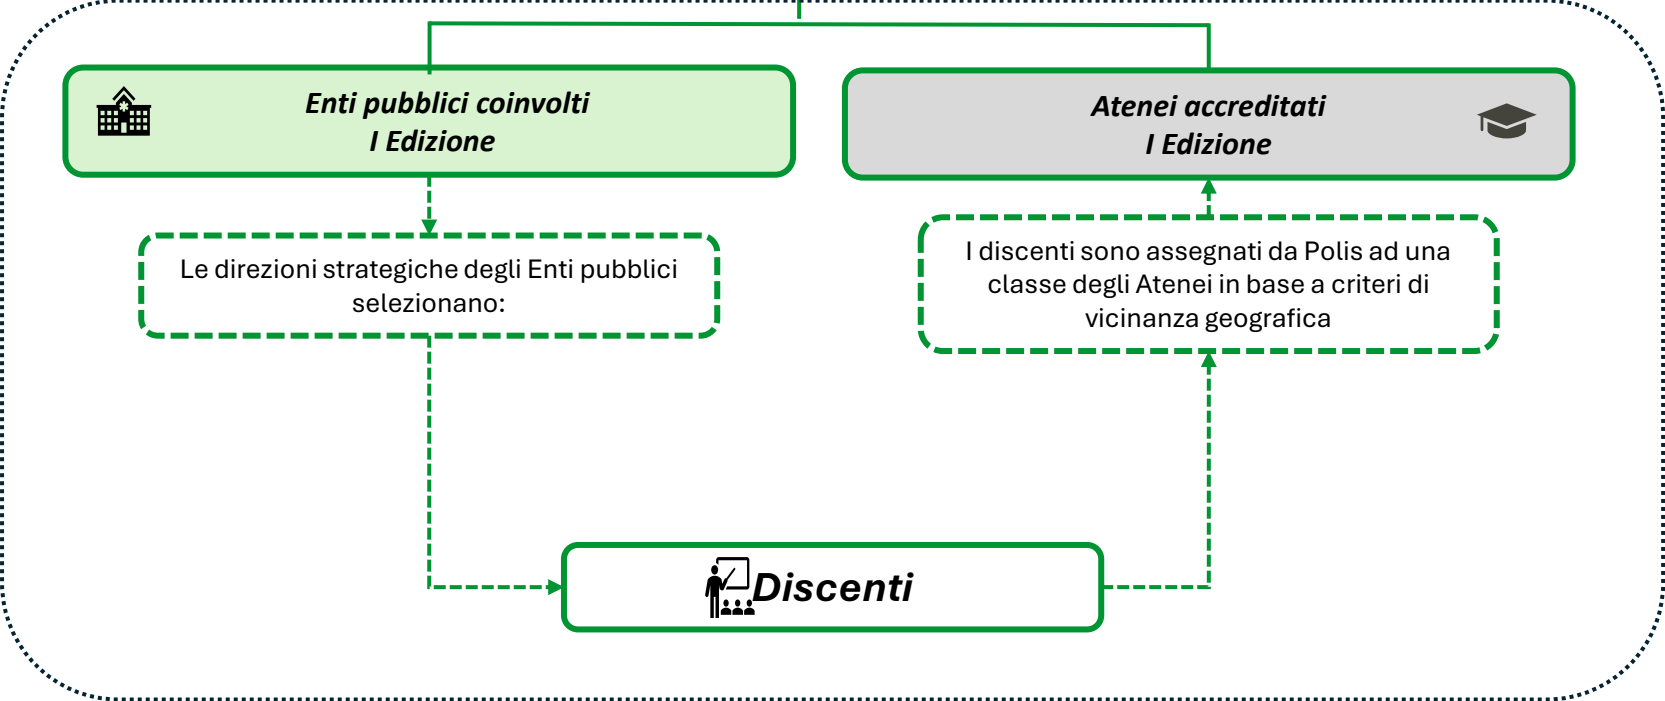 Enti pubblici coinvolti
I Edizione
Atenei accreditati
I Edizione
Le direzioni strategiche degli Enti pubblici
selezionano:
I discenti sono assegnati da Polis ad una
classe degli Atenei in base a criteri di
vicinanza geografica
Discenti